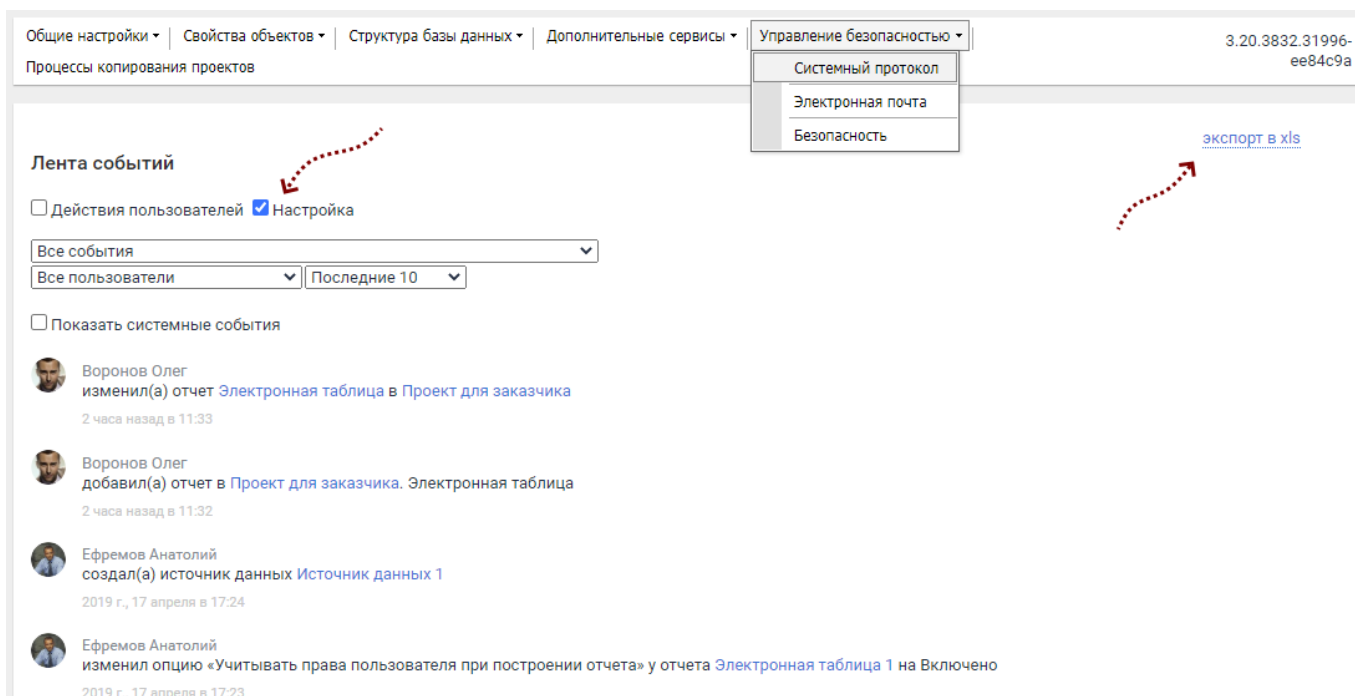 Общие настройки
Свойства объектов
Структура базы данных
Дополнительные сервисы
Управление безопасностью
Процессы копирования проектов
3.20.3832.31996-
ee84c9a
Системный протокол
Электронная почта
Безопасность
экспорт в xls
Лента событий
Действия пользователей
Настройка
Все события
Все пользователи
Последние 10
Показать системные события
Воронов Олег
изменил(а) отчет Электронная таблица в Проект для заказчика
2 часа назад в 11:33
Воронов Олег
добавил(а) отчет в Проект для заказчика. Электронная таблица
2 часа назад в 11:32
Ефремов Анатолий
создал(а) источник данных Источник данных 1
2019 г., 17 апреля в 17:24
Ефремов Анатолий
изменил опцию «Учитывать права пользователя при построении отчета» у отчета Электронная таблица 1 на Включено
2019 г., 17 апреля в 17:23